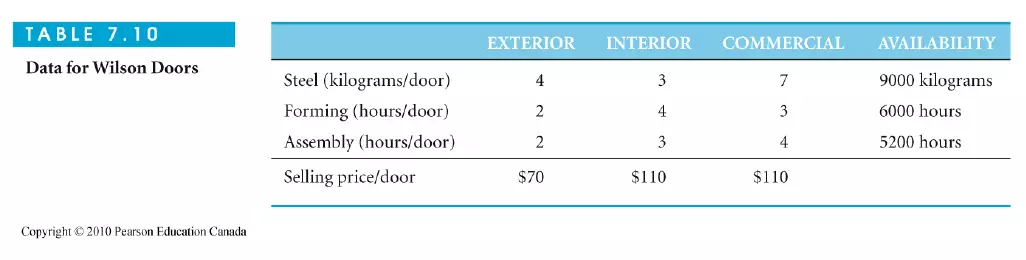 TABLE 7.10
Data for Wilson Doors
EXTERIOR INTERIOR COMMERCIAL AVAILABILITY
Steel (kilograms/door) 4 3 7 9000 kilograms
Forming (hours/door) 2 4 3 6000 hours
Assembly (hours/door) 2 3 4 5200 hours
Selling price/door $70 $110 $110
Copyright © 2010 Pearson Education Canada